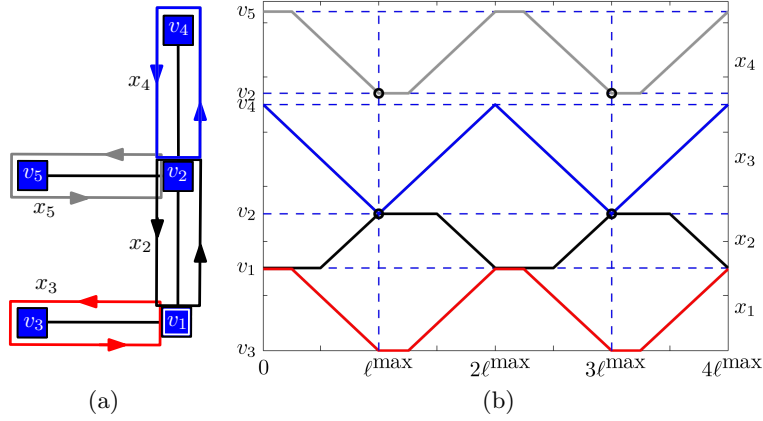 v₄
x₄
v₂
v₅
x₅
x₂
x₃
v₃
v₁
(a)
v₅
v₂
v₄
v₂
v₁
v₃
x₄
x₃
x₂
x₁
0 ℓmax 2ℓmax 3ℓmax 4ℓmax
(b)